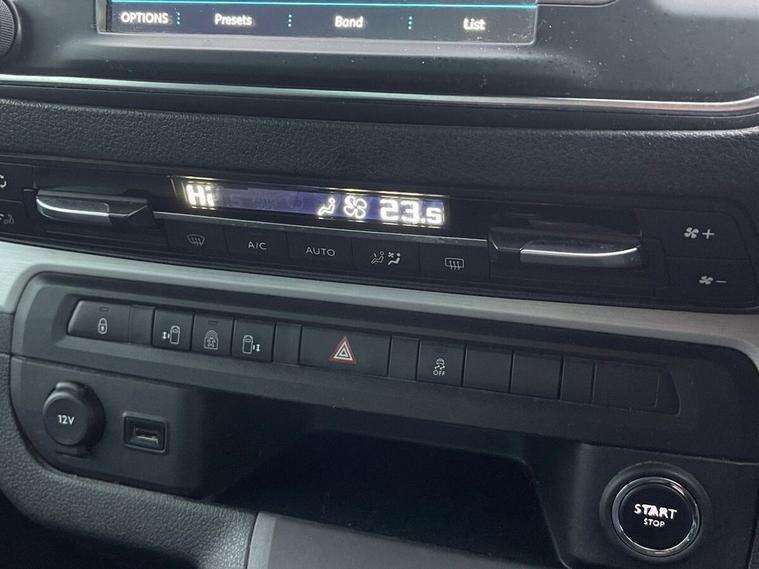 OPTIONS Presets Band List
Hi 23.5
A/C AUTO
OFF
12V
START
STOP